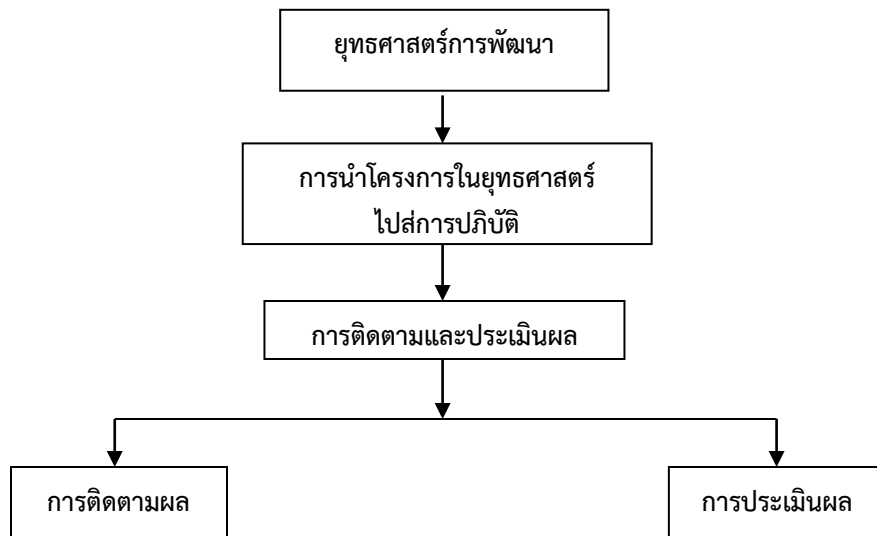 ยุทธศาสตร์การพัฒนา
การนำโครงการในยุทธศาสตร์
ไปส่การปภิบัติ
การติดตามและประเมินผล
การติดตามผล
การประเมินผล